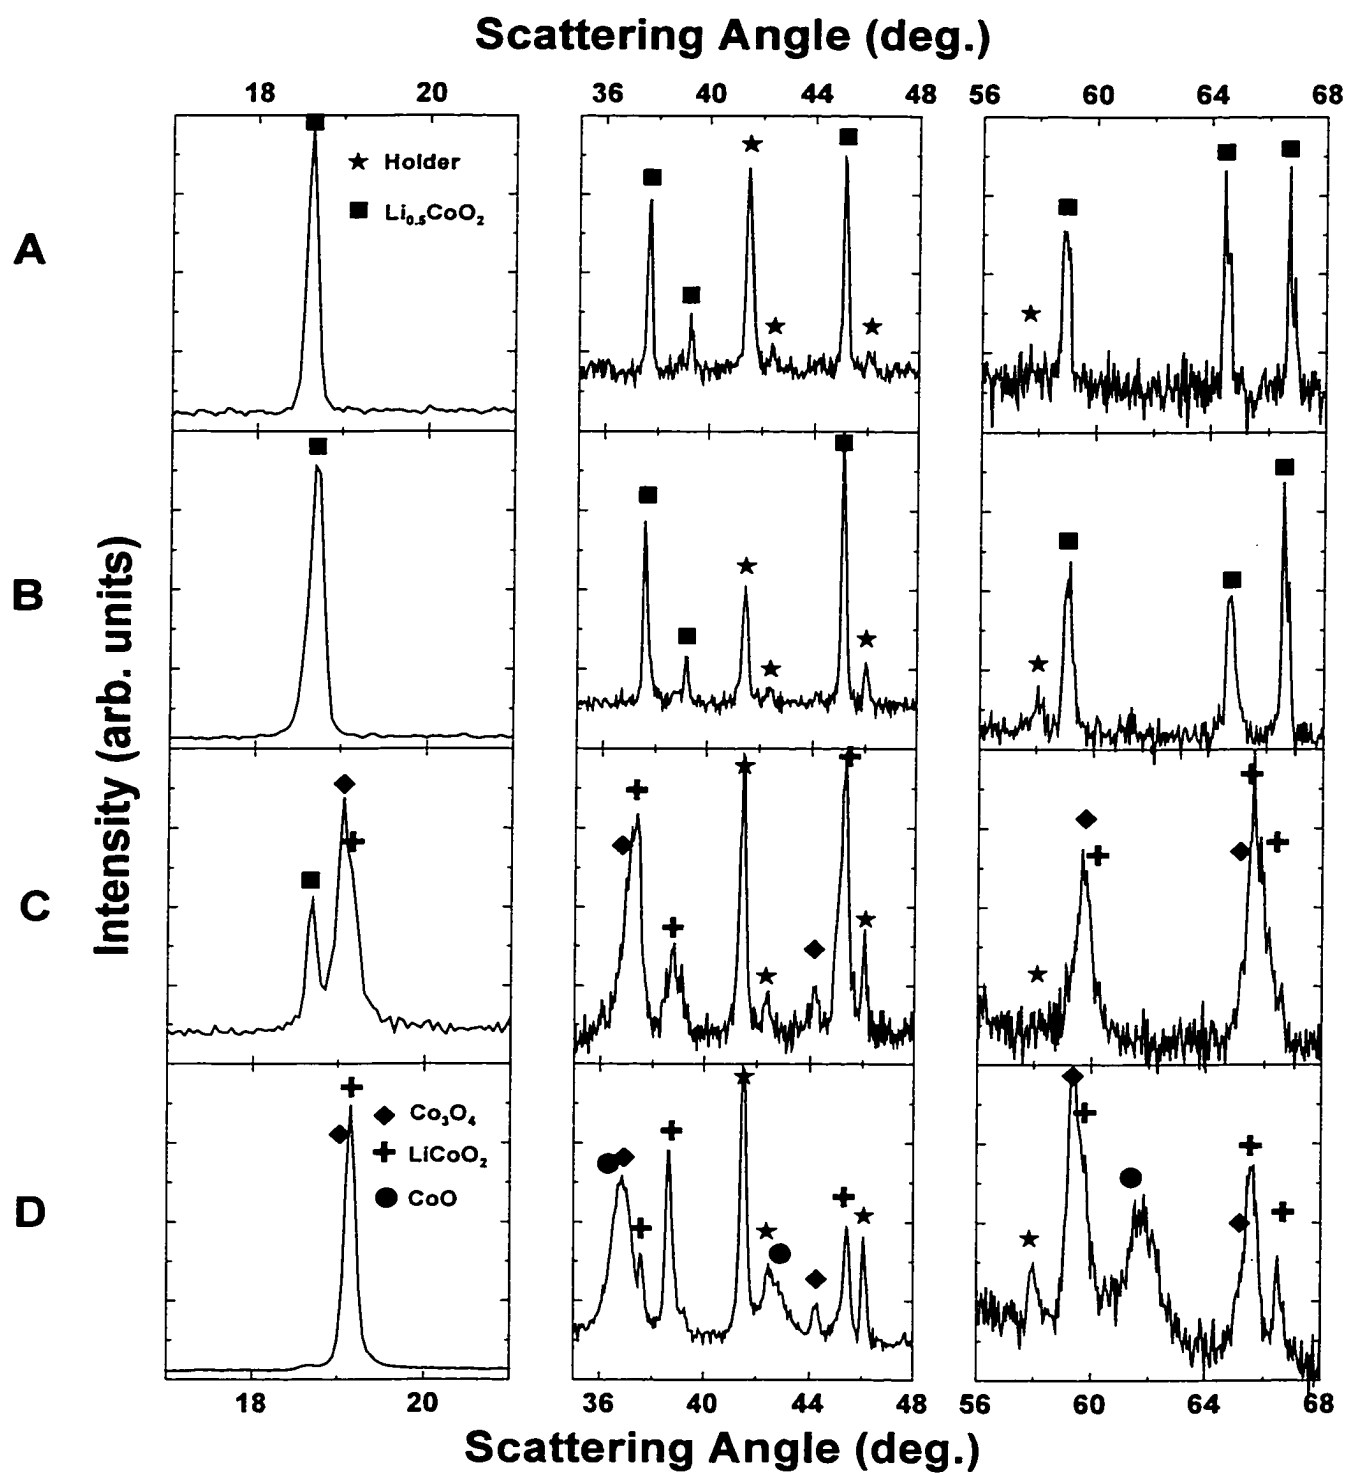 Scattering Angle (deg.)
18 20 36 40 44 48 56 60 64 68
A
★ Holder
■ Li₀.₅CoO₂
B
Intensity (arb. units)
C
D
◆ Co₃O₄
✚ LiCoO₂
● CoO
18 20 36 40 44 48 56 60 64 68
Scattering Angle (deg.)